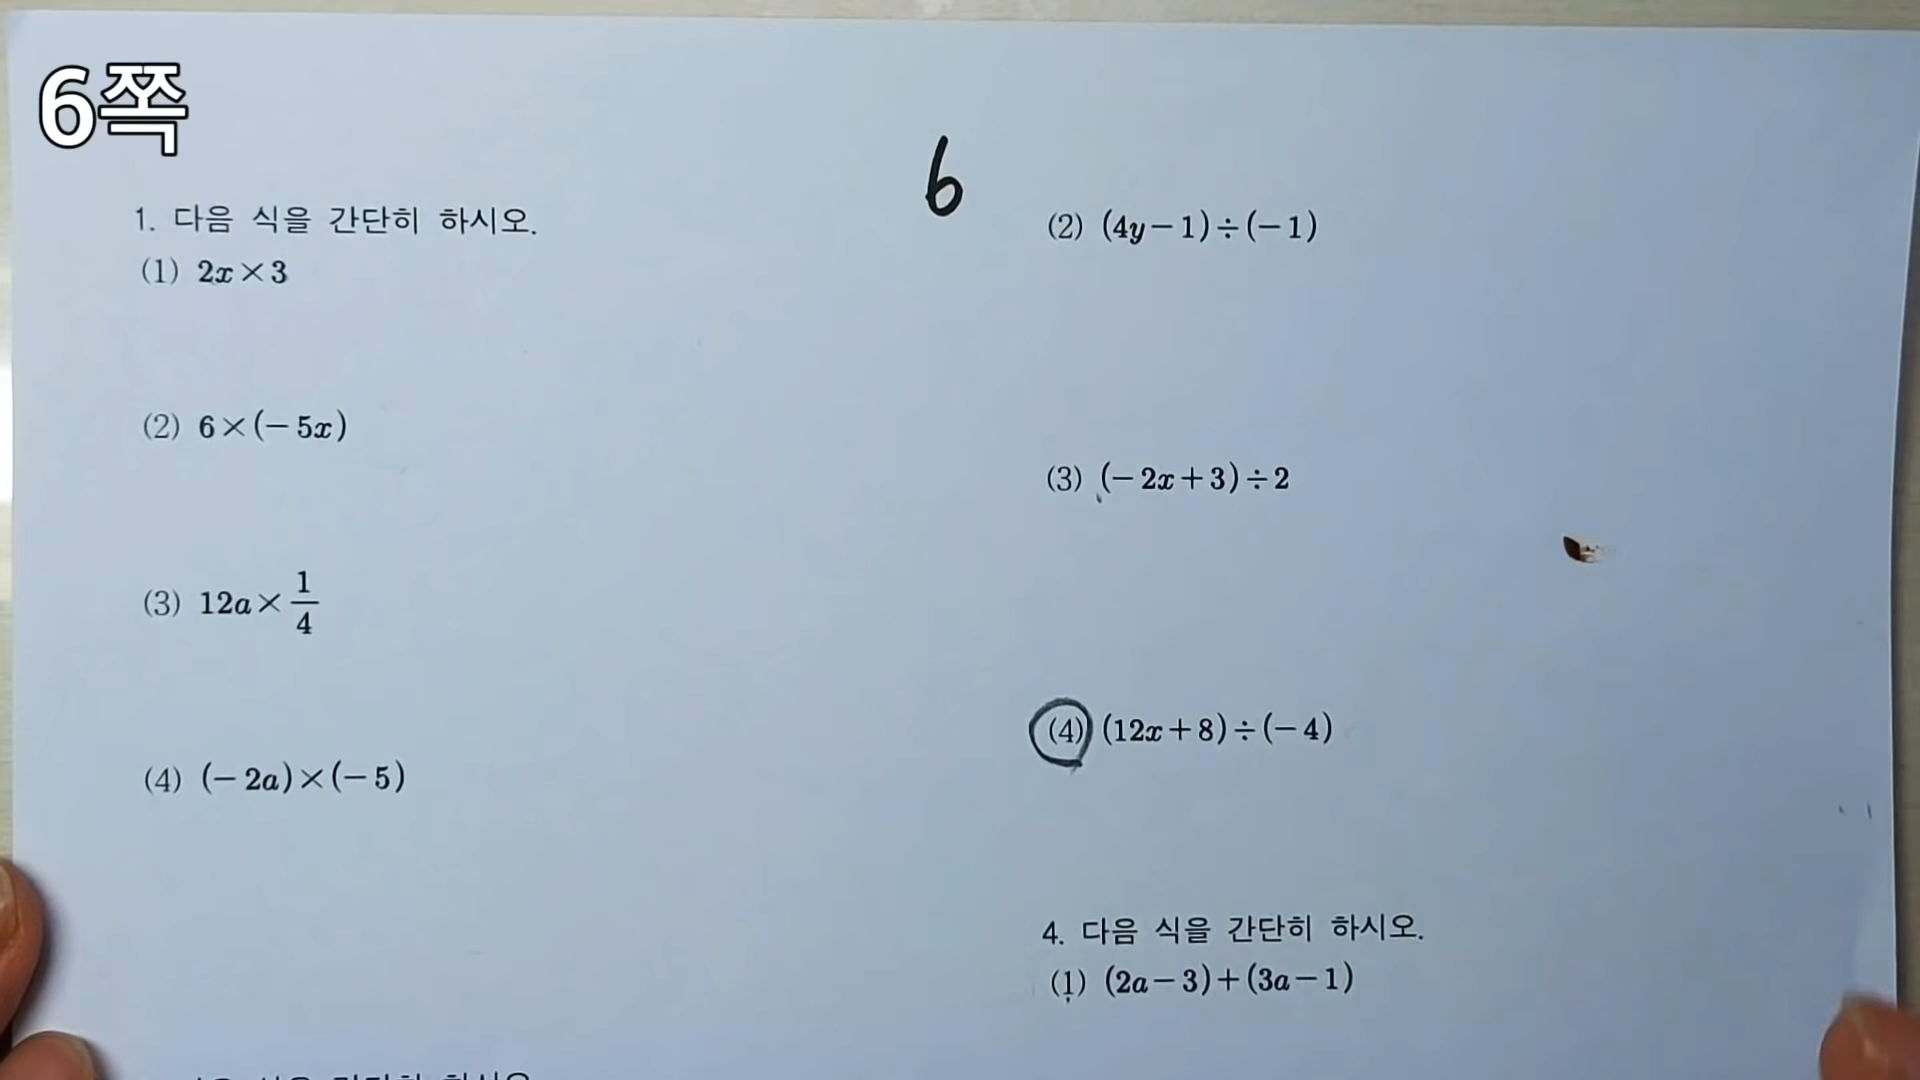 6쪽
6
1. 다음 식을 간단히 하시오.
(1) 2x×3
(2) 6×(−5x)
(3) 12a×1/4
(4) (−2a)×(−5)
(2) (4y−1)÷(−1)
(3) (−2x+3)÷2
(4) (12x+8)÷(−4)
4. 다음 식을 간단히 하시오.
(1) (2a−3)+(3a−1)